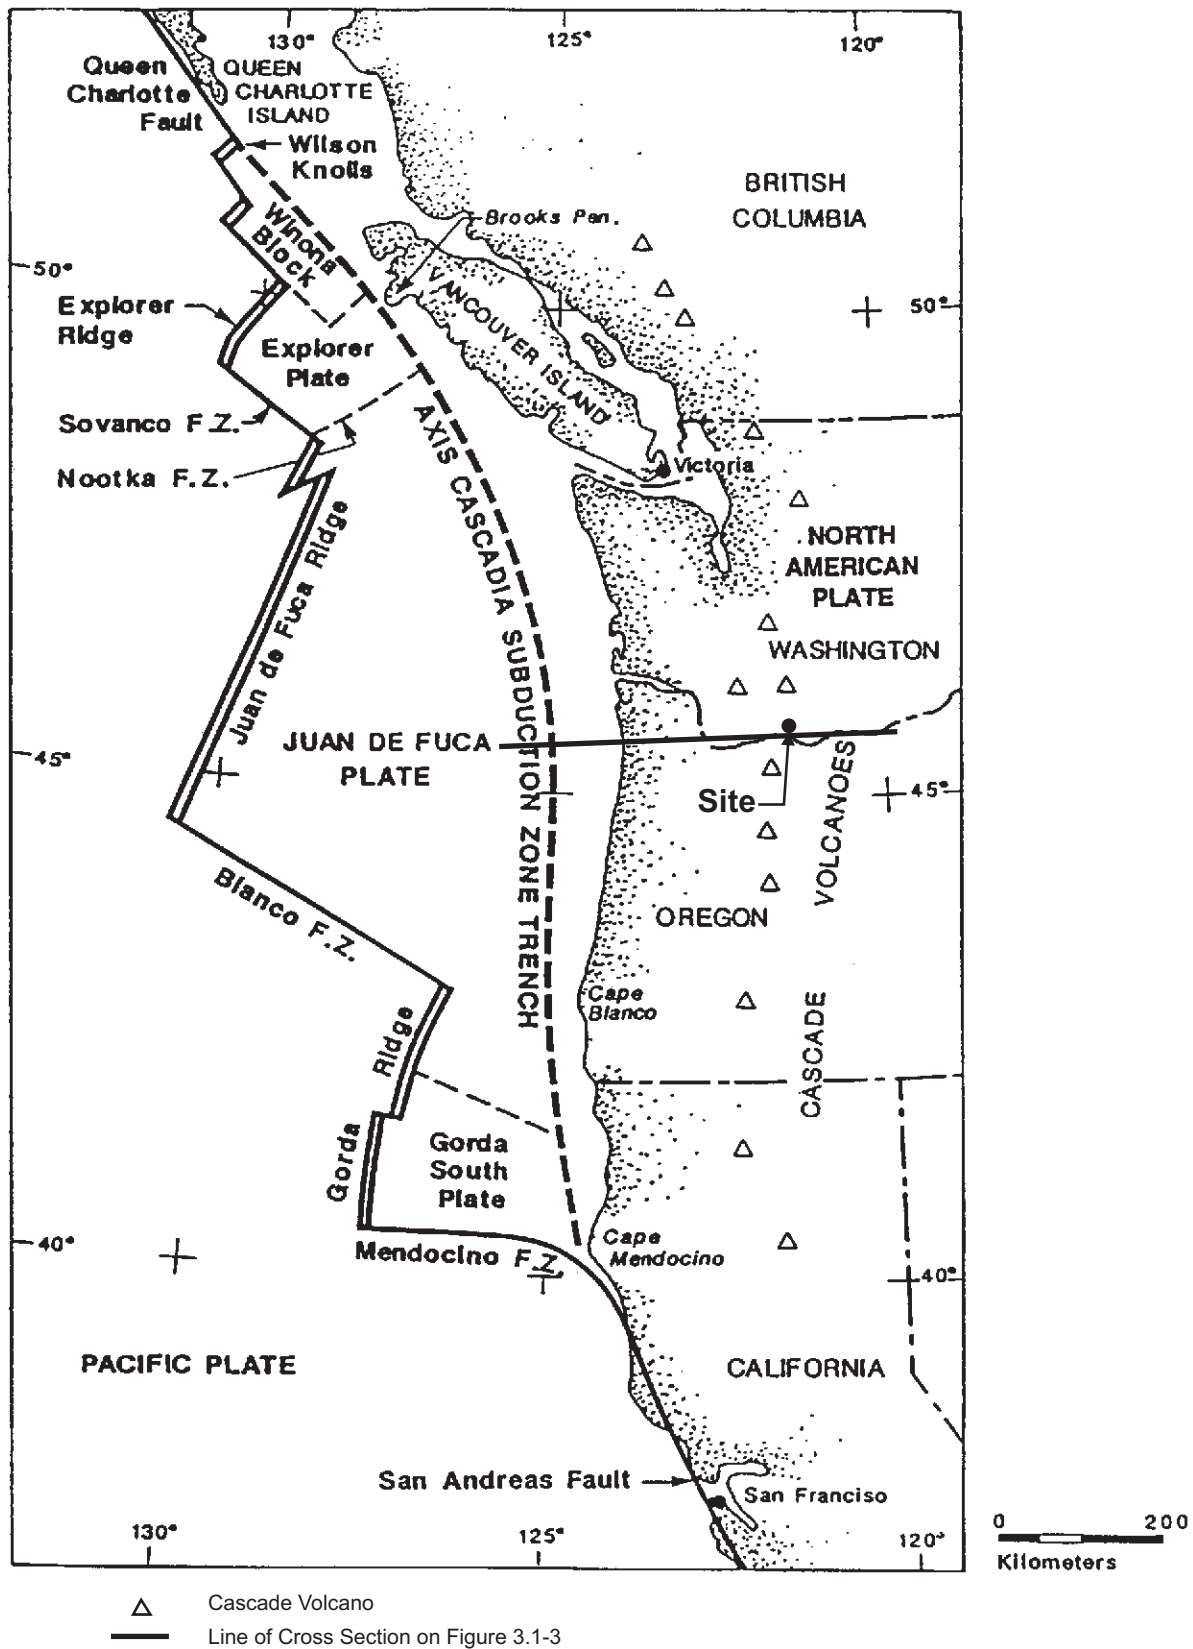 130°
125°
120°
Queen
Charlotte
Fault
QUEEN
CHARLOTTE
ISLAND
Wilson
Knolls
BRITISH
COLUMBIA
Brooks Pen.
Winona
Block
50°
50°
VANCOUVER ISLAND
Explorer
Ridge
Explorer
Plate
Sovanco F.Z.
Nootka F.Z.
Victoria
AXIS CASCADIA SUBDUCTION ZONE TRENCH
NORTH
AMERICAN
PLATE
Juan de Fuca Ridge
WASHINGTON
JUAN DE FUCA
PLATE
45°
45°
Site
CASCADE VOLCANOES
OREGON
Blanco F.Z.
Cape
Blanco
Gorda Ridge
Gorda
South
Plate
40°
40°
Mendocino F.Z.
Cape
Mendocino
PACIFIC PLATE
CALIFORNIA
San Andreas Fault
San Franciso
130°
125°
120°
0 200
Kilometers
Cascade Volcano
Line of Cross Section on Figure 3.1-3